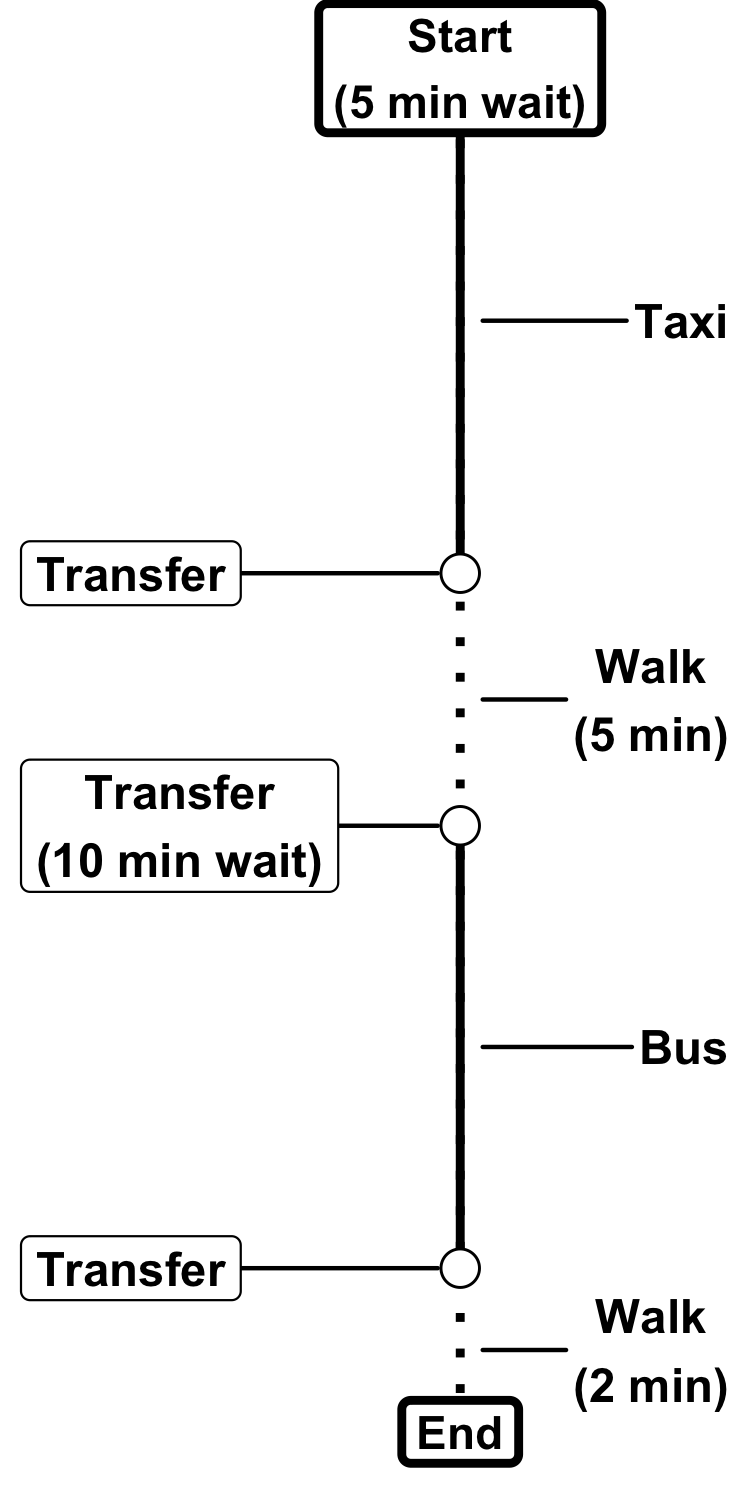 Start
(5 min wait)
Taxi
Transfer
Walk
(5 min)
Transfer
(10 min wait)
Bus
Transfer
Walk
(2 min)
End